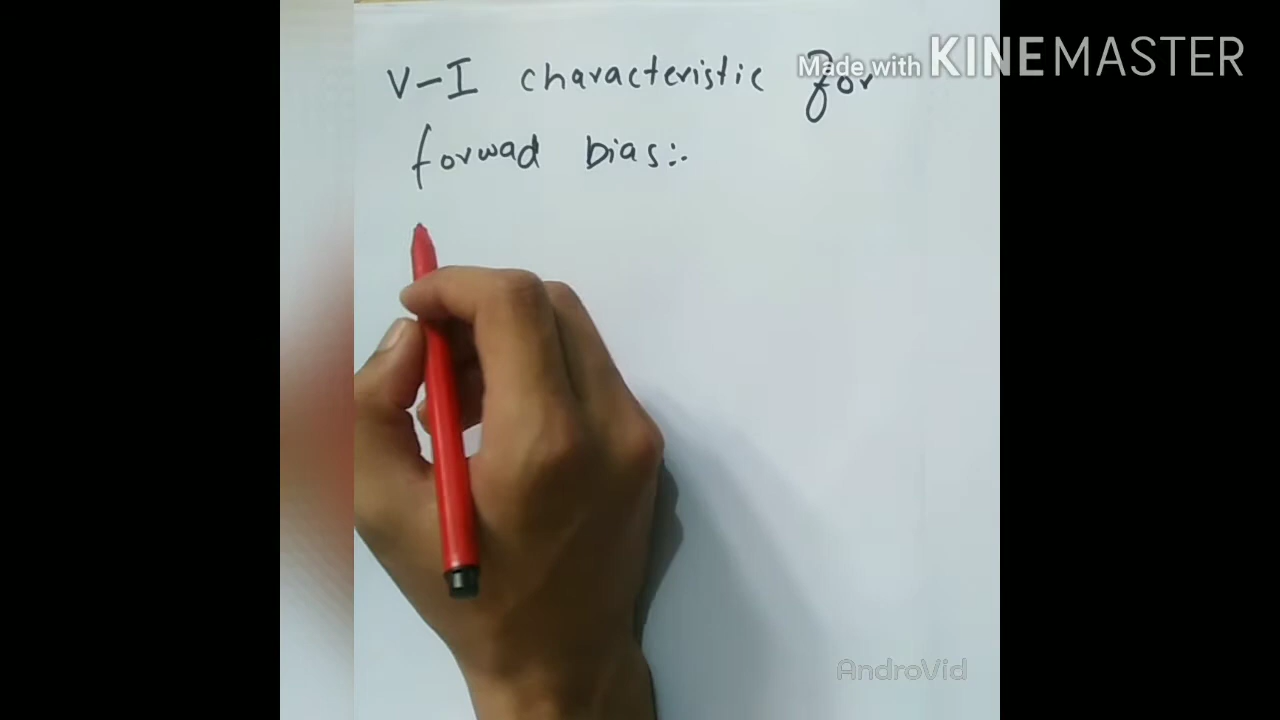 V-I characteristic for
forwad bias:-
Made with KINEMASTER
AndroVid